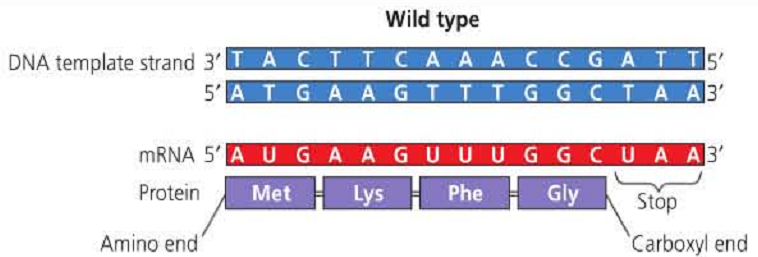 Wild type
DNA template strand 3′ T A C T T C A A A C C G A T T 5′
5′ A T G A A G T T T G G C T A A 3′
mRNA 5′ A U G A A G U U U G G C U A A 3′
Protein Met Lys Phe Gly
Stop
Amino end Carboxyl end